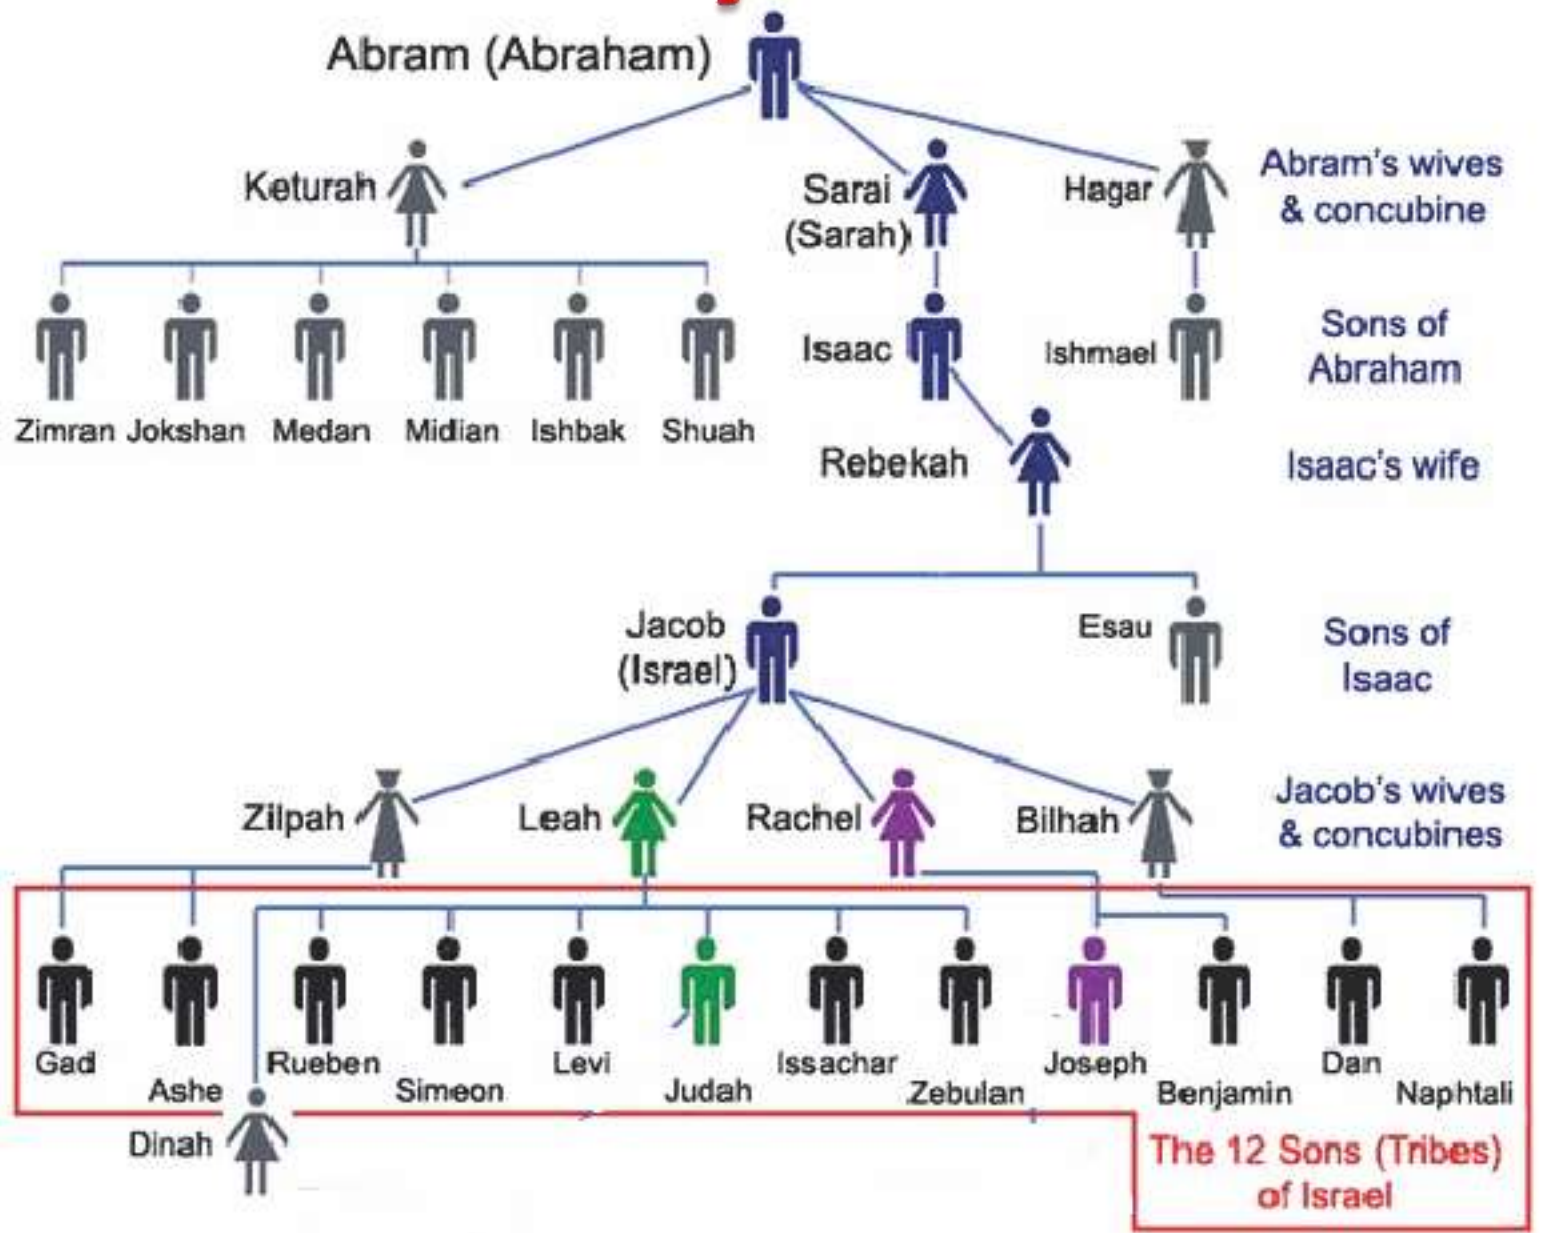 Abram (Abraham)
Keturah
Sarai
(Sarah)
Hagar
Abram's wives
& concubine
Zimran
Jokshan
Medan
Midian
Ishbak
Shuah
Isaac
Ishmael
Sons of
Abraham
Rebekah
Isaac's wife
Jacob
(Israel)
Esau
Sons of
Isaac
Zilpah
Leah
Rachel
Bilhah
Jacob's wives
& concubines
Gad
Ashe
Rueben
Simeon
Levi
Judah
Issachar
Zebulan
Joseph
Benjamin
Dan
Naphtali
Dinah
The 12 Sons (Tribes)
of Israel